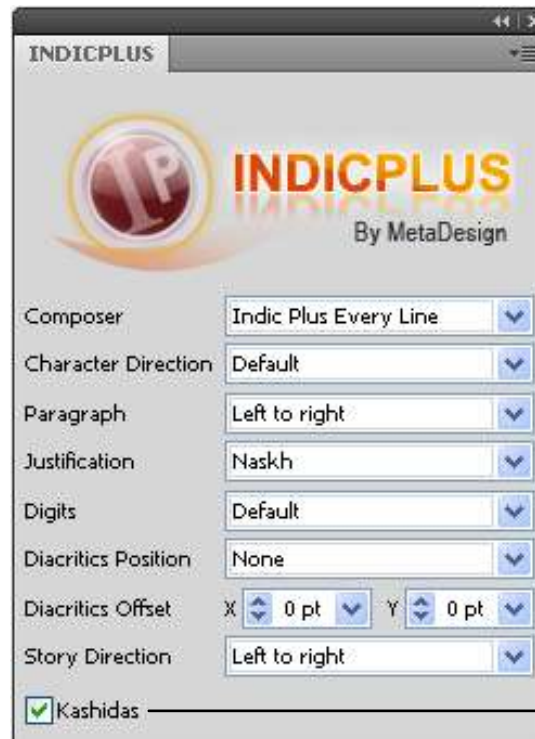 INDICPLUS
IP
INDICPLUS
By MetaDesign
Composer Indic Plus Every Line
Character Direction Default
Paragraph Left to right
Justification Naskh
Digits Default
Diacritics Position None
Diacritics Offset X 0 pt Y 0 pt
Story Direction Left to right
Kashidas